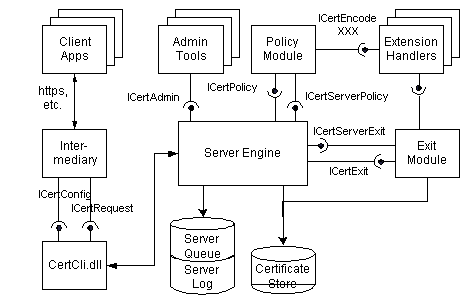 ICertEncode
XXX
Client
Apps
Admin
Tools
Policy
Module
Extension
Handlers
https,
etc.
ICertAdmin
ICertPolicy
ICertServerPolicy
Inter-
mediary
Server Engine
ICertServerExit
ICertExit
Exit
Module
ICertConfig
ICertRequest
CertCli.dll
Server
Queue
Server
Log
Certificate
Store